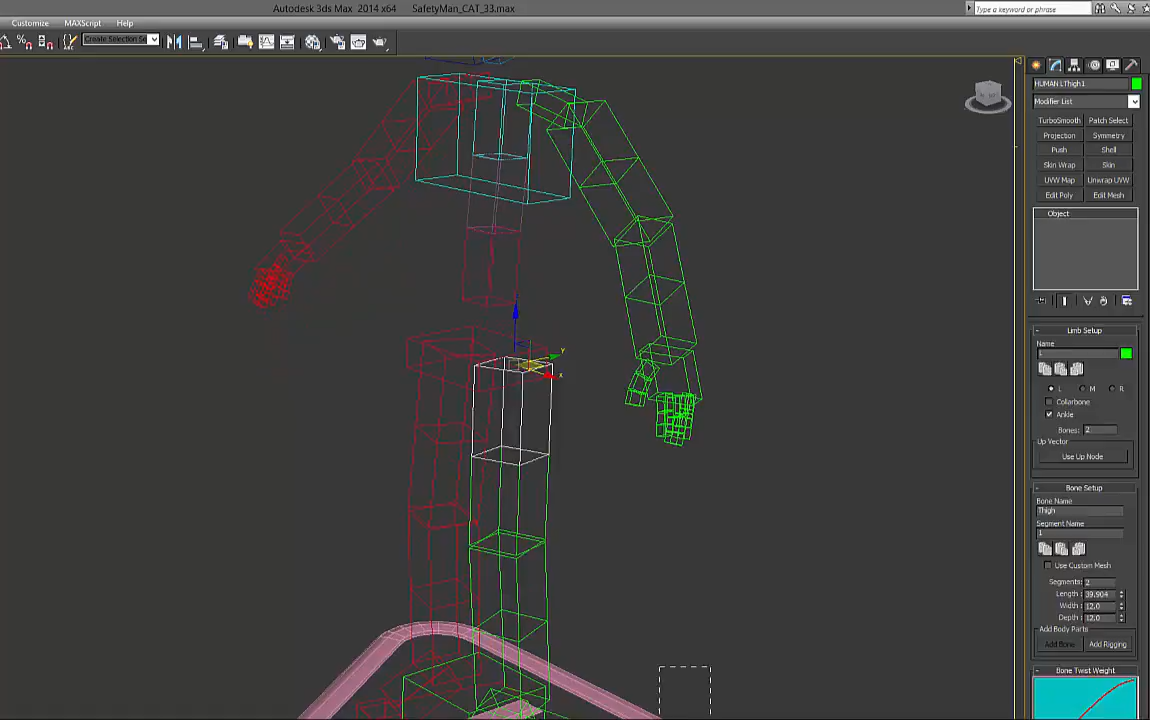 Autodesk 3ds Max 2014 x64 SafetyMan_CAT_33.max
Type a keyword or phrase
Customize MAXScript Help
Create Selection Se
HUMAN LThigh1
Modifier List
TurboSmooth Patch Select
Projection Symmetry
Push Shell
Skin Wrap Skin
UVW Map Unwrap UVW
Edit Poly Edit Mesh
Object
- Limb Setup
Name
L
L M R
Collarbone
Ankle
Bones: 2
Up Vector
Use Up Node
- Bone Setup
Bone Name
Thigh
Segment Name
1
Use Custom Mesh
Segments: 2
Length : 39.904
Width : 12.0
Depth : 12.0
Add Body Parts
Add Bone Add Rigging
- Bone Twist Weight
y
x